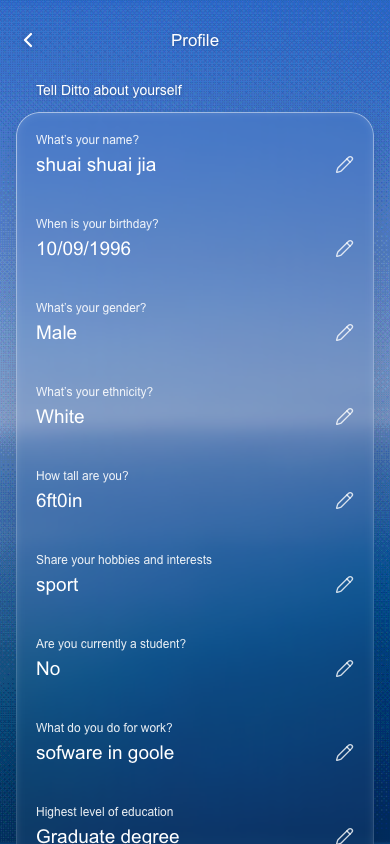 Profile
Tell Ditto about yourself
What's your name?
shuai shuai jia
When is your birthday?
10/09/1996
What's your gender?
Male
What's your ethnicity?
White
How tall are you?
6ft0in
Share your hobbies and interests
sport
Are you currently a student?
No
What do you do for work?
sofware in goole
Highest level of education
Graduate degree